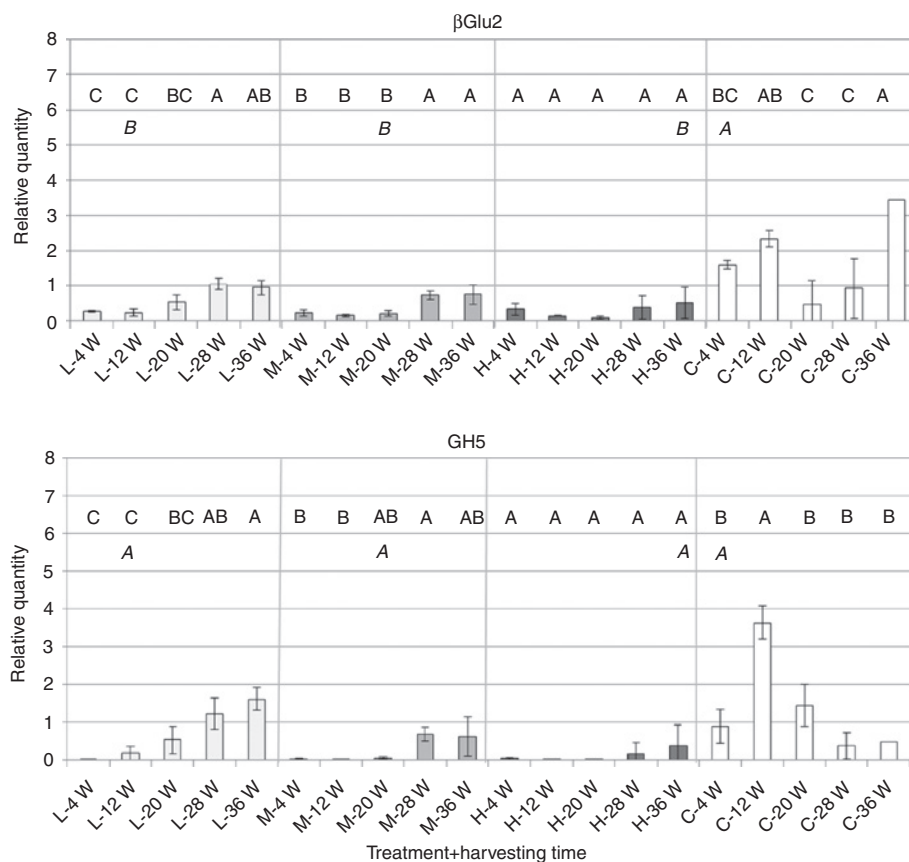 βGlu2
8
7
6
5
4
3
2
1
0
Relative quantity
C C BC A AB B B B A A A A A A A BC AB C C A
B B B A
L-4 W L-12 W L-20 W L-28 W L-36 W M-4 W M-12 W M-20 W M-28 W M-36 W H-4 W H-12 W H-20 W H-28 W H-36 W C-4 W C-12 W C-20 W C-28 W C-36 W
GH5
8
7
6
5
4
3
2
1
0
Relative quantity
C C BC AB A B B AB A AB A A A A A B A B B B
A A A A
L-4 W L-12 W L-20 W L-28 W L-36 W M-4 W M-12 W M-20 W M-28 W M-36 W H-4 W H-12 W H-20 W H-28 W H-36 W C-4 W C-12 W C-20 W C-28 W C-36 W
Treatment+harvesting time